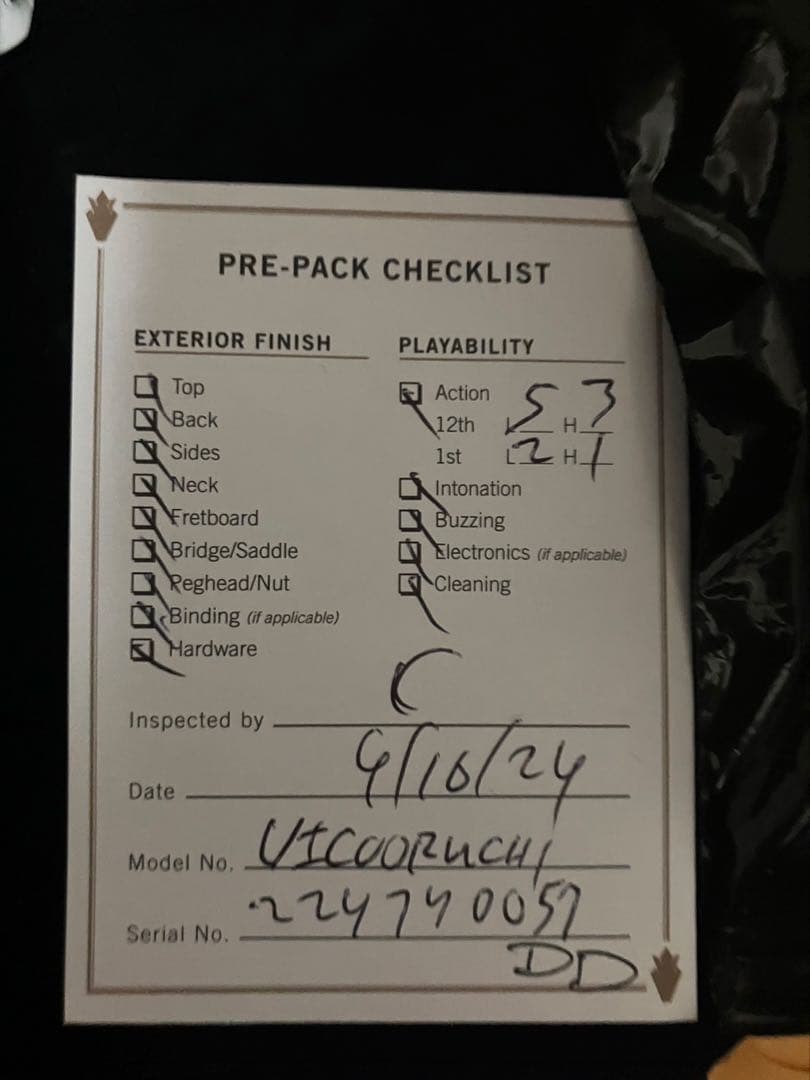 PRE-PACK CHECKLIST
EXTERIOR FINISH
Top
Back
Sides
Neck
Fretboard
Bridge/Saddle
Peghead/Nut
Binding (if applicable)
Hardware
PLAYABILITY
Action
12th L 5 H 3
1st L 2 H 1
Intonation
Buzzing
Electronics (if applicable)
Cleaning
Inspected by C
Date 9/16/24
Model No.
Serial No. 2247400
DD